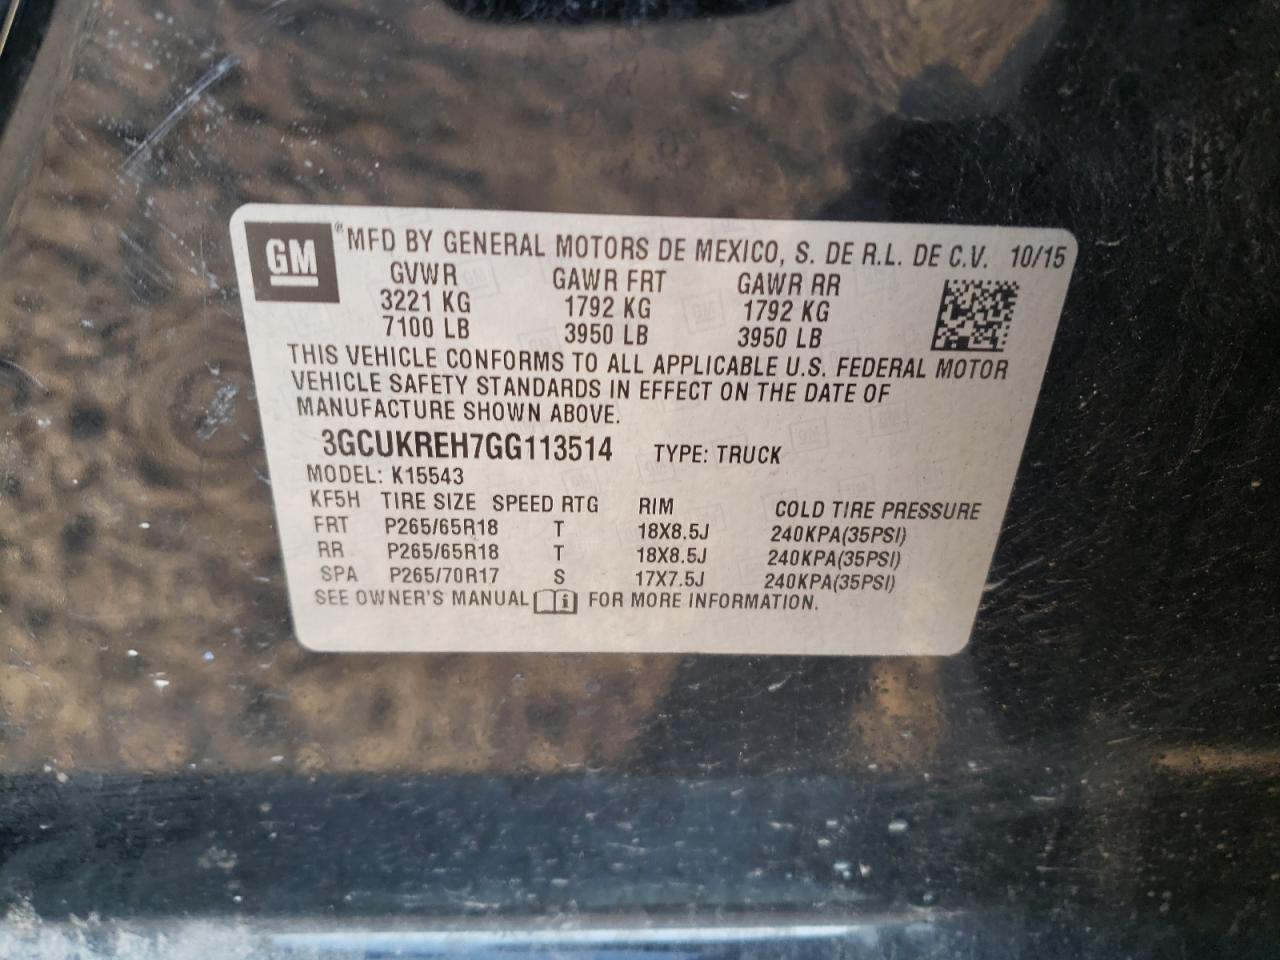 GM ® MFD BY GENERAL MOTORS DE MEXICO, S. DE R.L. DE C.V. 10/15
GVWR GAWR FRT GAWR RR
3221 KG 1792 KG 1792 KG
7100 LB 3950 LB 3950 LB
THIS VEHICLE CONFORMS TO ALL APPLICABLE U.S. FEDERAL MOTOR
VEHICLE SAFETY STANDARDS IN EFFECT ON THE DATE OF
MANUFACTURE SHOWN ABOVE.
3GCUKREH7GG113514 TYPE: TRUCK
MODEL: K15543
KF5H TIRE SIZE SPEED RTG RIM COLD TIRE PRESSURE
FRT P265/65R18 T 18X8.5J 240KPA(35PSI)
RR P265/65R18 T 18X8.5J 240KPA(35PSI)
SPA P265/70R17 S 17X7.5J 240KPA(35PSI)
SEE OWNER'S MANUAL FOR MORE INFORMATION.